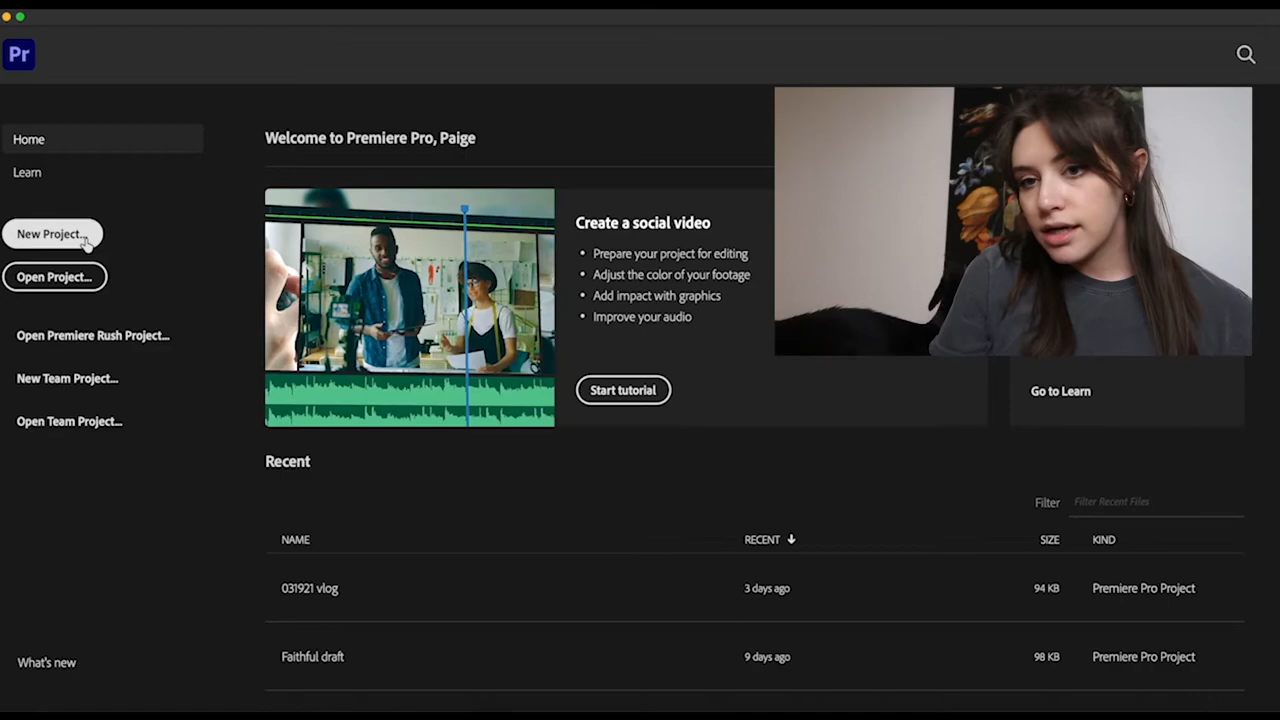 Pr
Home
Learn
New Project...
Open Project...
Open Premiere Rush Project...
New Team Project...
Open Team Project...
What's new
Welcome to Premiere Pro, Paige
Create a social video
• Prepare your project for editing
• Adjust the color of your footage
• Add impact with graphics
• Improve your audio
Start tutorial
Go to Learn
Recent
Filter Filter Recent Files
NAME RECENT SIZE KIND
031921 vlog 3 days ago 94 KB Premiere Pro Project
Faithful draft 9 days ago 98 KB Premiere Pro Project